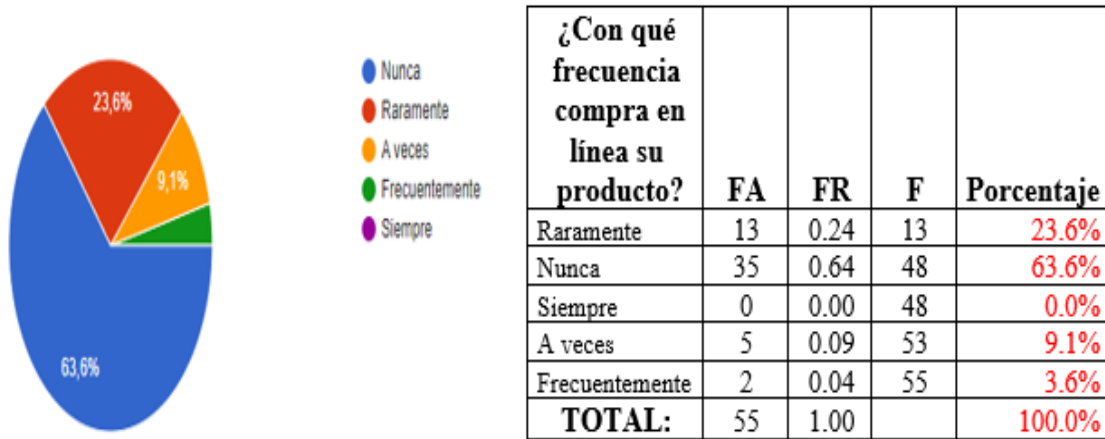 23,6%
9,1%
63,6%
Nunca
Raramente
A veces
Frecuentemente
Siempre
¿Con qué
frecuencia
compra en
línea su
producto? FA FR F Porcentaje
Raramente 13 0.24 13 23.6%
Nunca 35 0.64 48 63.6%
Siempre 0 0.00 48 0.0%
A veces 5 0.09 53 9.1%
Frecuentemente 2 0.04 55 3.6%
TOTAL: 55 1.00 100.0%